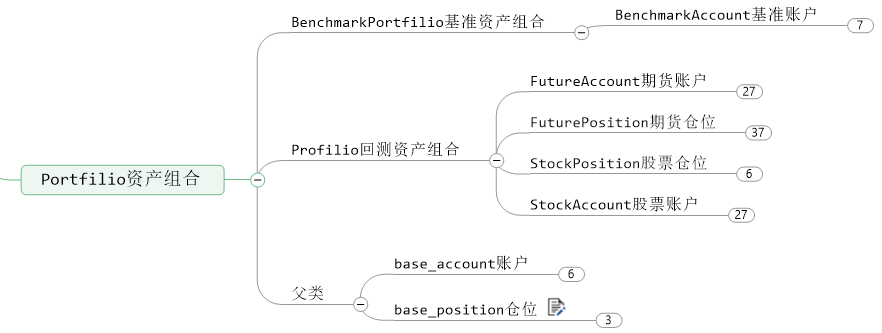 BenchmarkPortfilio基准资产组合
BenchmarkAccount基准账户
7
FutureAccount期货账户
27
FuturePosition期货仓位
37
Profilio回测资产组合
StockPosition股票仓位
6
Portfilio资产组合
StockAccount股票账户
27
base_account账户
6
父类
base_position仓位
3